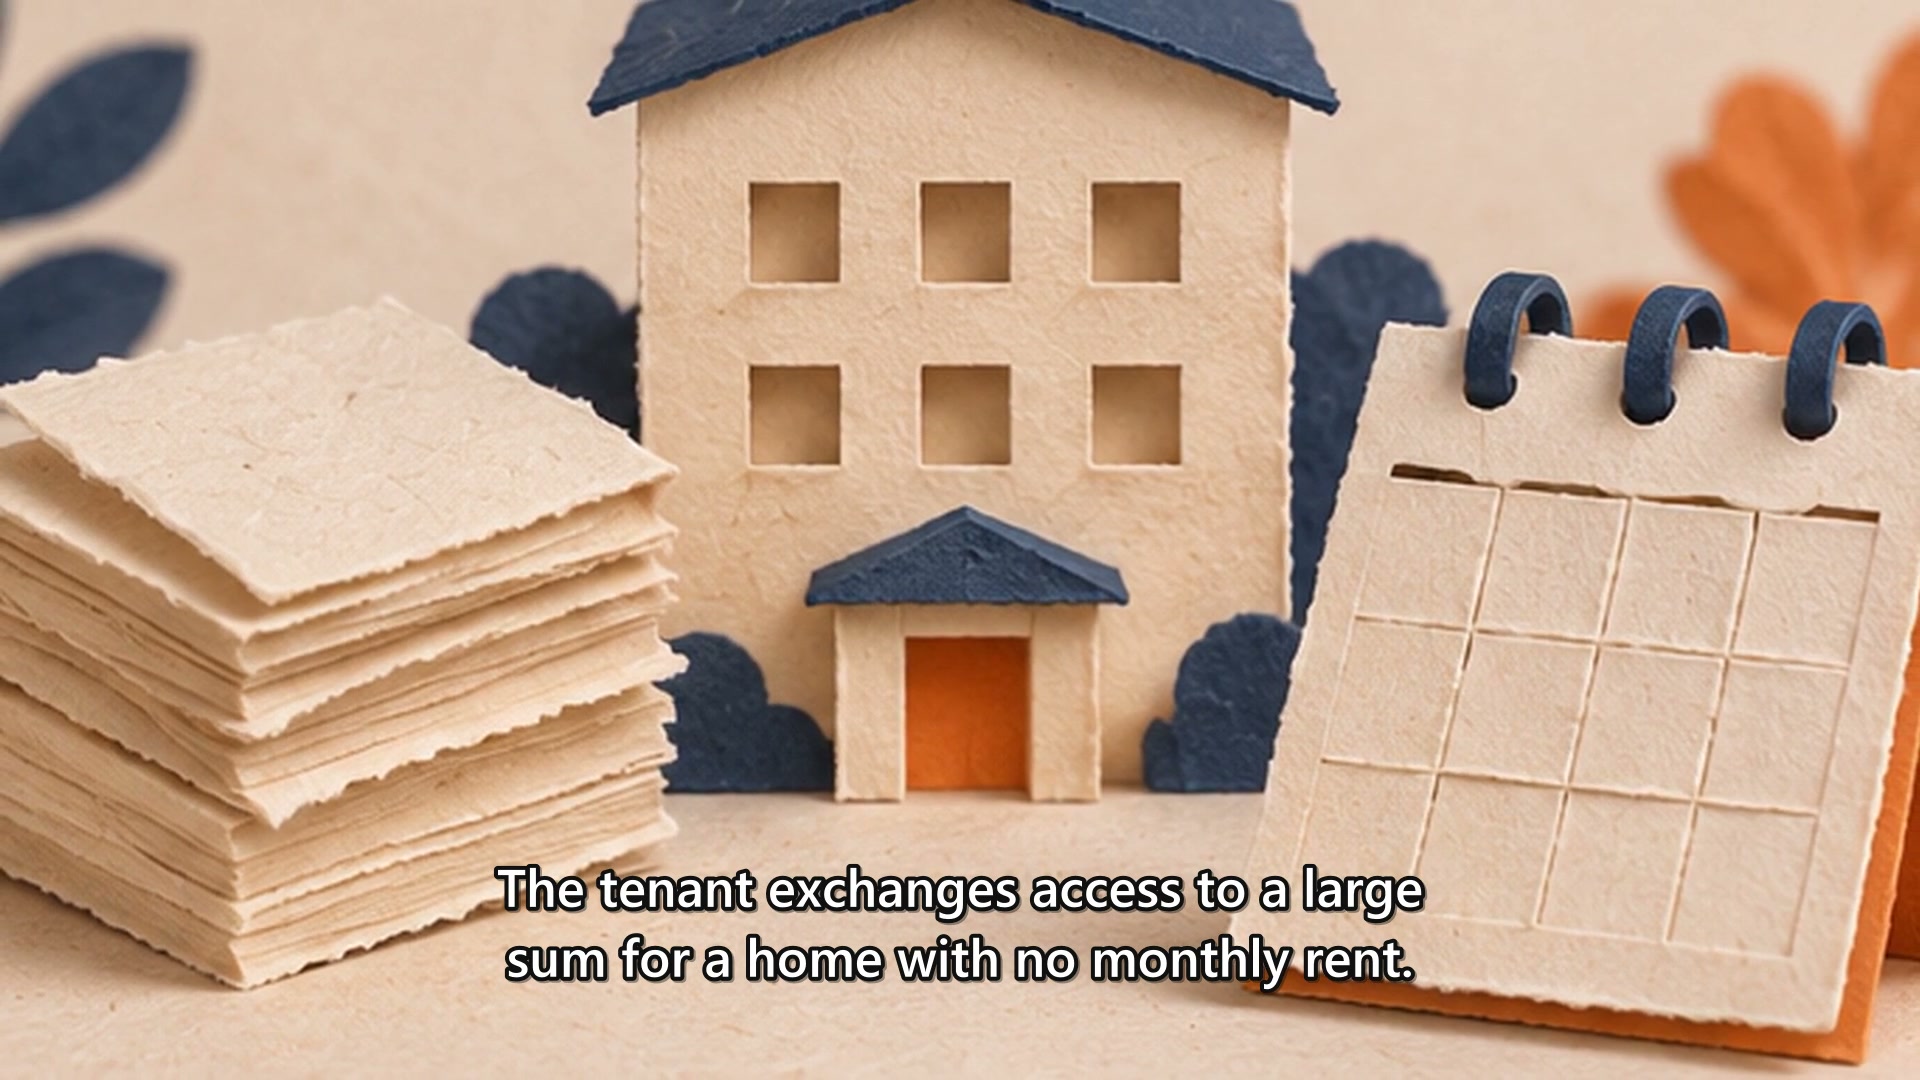 The tenant exchanges access to a large
sum for a home with no monthly rent.